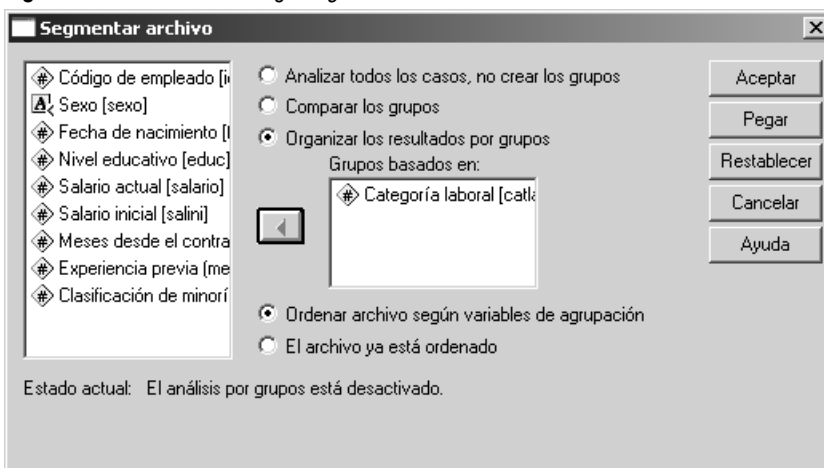 Segmentar archivo
Código de empleado [i
Sexo [sexo]
Fecha de nacimiento [
Nivel educativo [educ]
Salario actual [salario]
Salario inicial [salini]
Meses desde el contra
Experiencia previa (me
Clasificación de minorí
Analizar todos los casos, no crear los grupos
Comparar los grupos
Organizar los resultados por grupos
Grupos basados en:
Categoría laboral [catla
Ordenar archivo según variables de agrupación
El archivo ya está ordenado
Aceptar
Pegar
Restablecer
Cancelar
Ayuda
Estado actual: El análisis por grupos está desactivado.